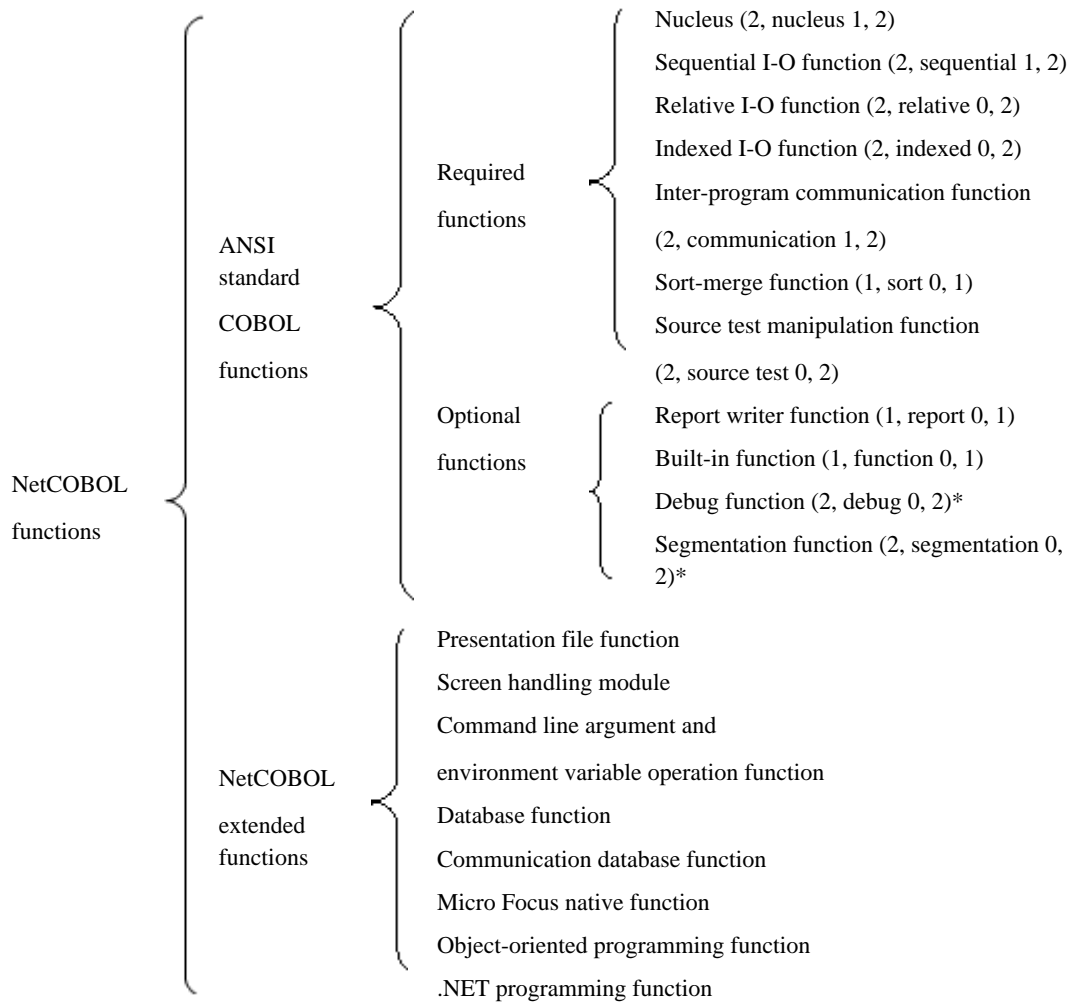 NetCOBOL
functions
ANSI
standard
COBOL
functions
Required
functions
Nucleus (2, nucleus 1, 2)
Sequential I-O function (2, sequential 1, 2)
Relative I-O function (2, relative 0, 2)
Indexed I-O function (2, indexed 0, 2)
Inter-program communication function
(2, communication 1, 2)
Sort-merge function (1, sort 0, 1)
Source test manipulation function
(2, source test 0, 2)
Optional
functions
Report writer function (1, report 0, 1)
Built-in function (1, function 0, 1)
Debug function (2, debug 0, 2)*
Segmentation function (2, segmentation 0,
2)*
NetCOBOL
extended
functions
Presentation file function
Screen handling module
Command line argument and
environment variable operation function
Database function
Communication database function
Micro Focus native function
Object-oriented programming function
.NET programming function